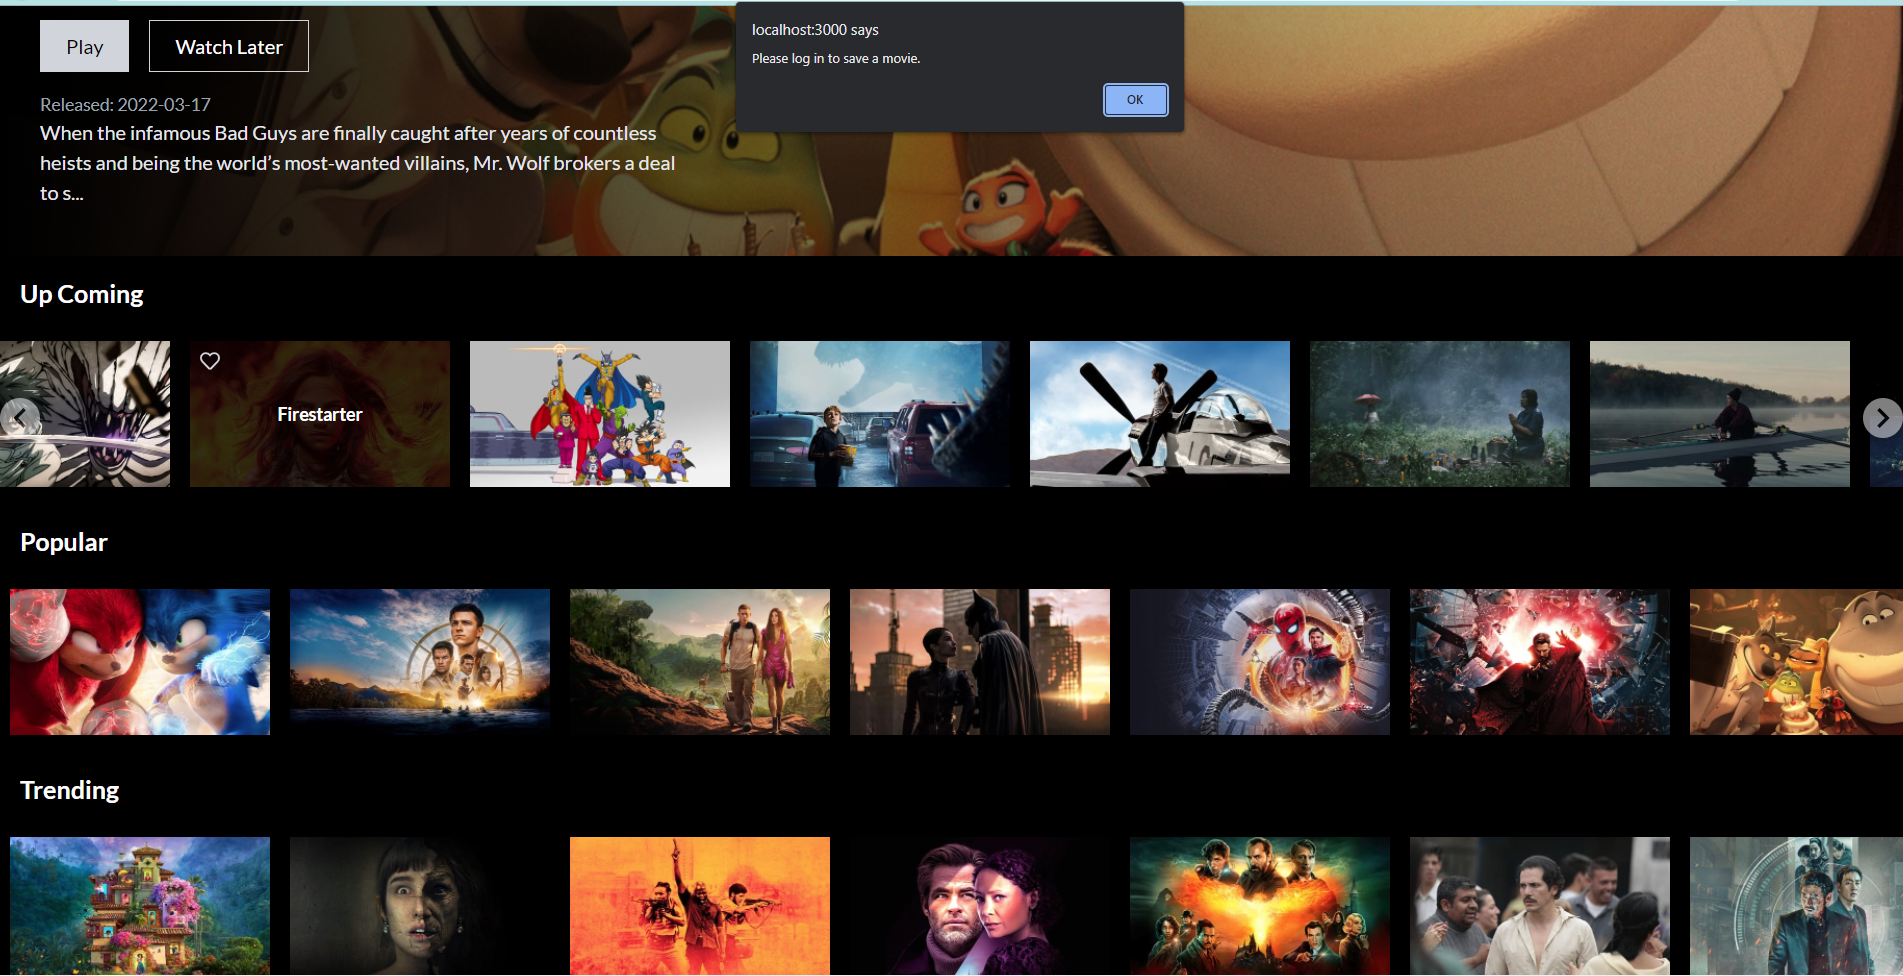 localhost:3000 says
Please log in to save a movie.
OK
Play
Watch Later
Released: 2022-03-17
When the infamous Bad Guys are finally caught after years of countless
heists and being the world’s most-wanted villains, Mr. Wolf brokers a deal
to s...
Up Coming
Firestarter
Popular
Trending